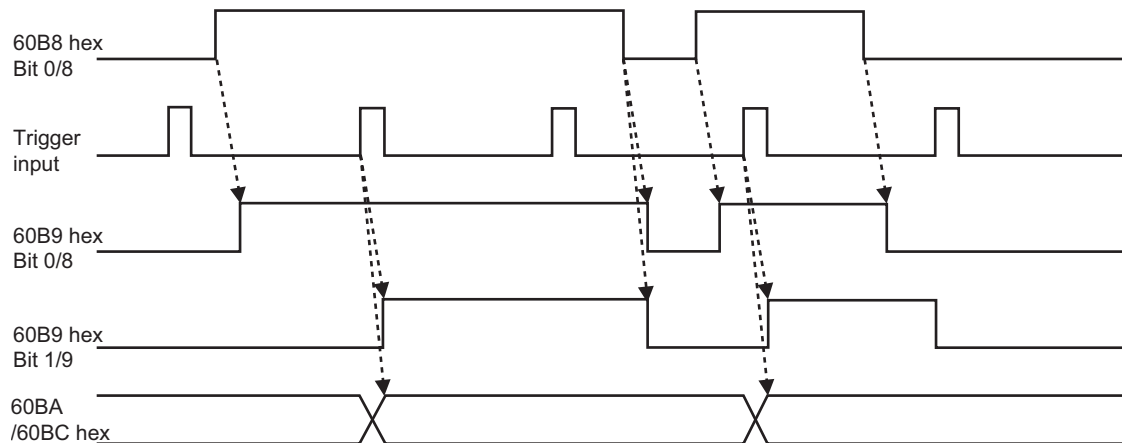 60B8 hex
Bit 0/8
Trigger
input
60B9 hex
Bit 0/8
60B9 hex
Bit 1/9
60BA
/60BC hex